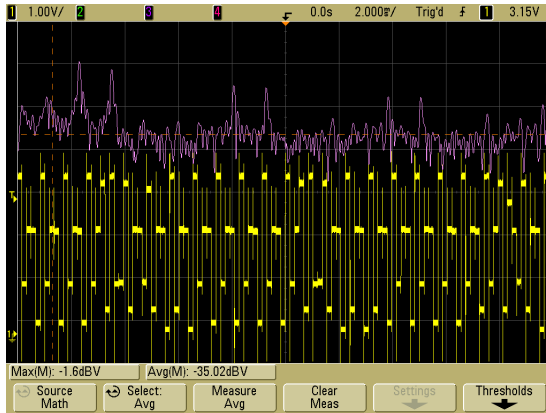 1 1.00V/ 2 3 4 0.0s 2.000㎳/ Trig'd 1 3.15V
T
1
Max(M): -1.6dBV Avg(M): -35.02dBV
Source Select: Measure Clear Settings Thresholds
Math Avg Avg Meas